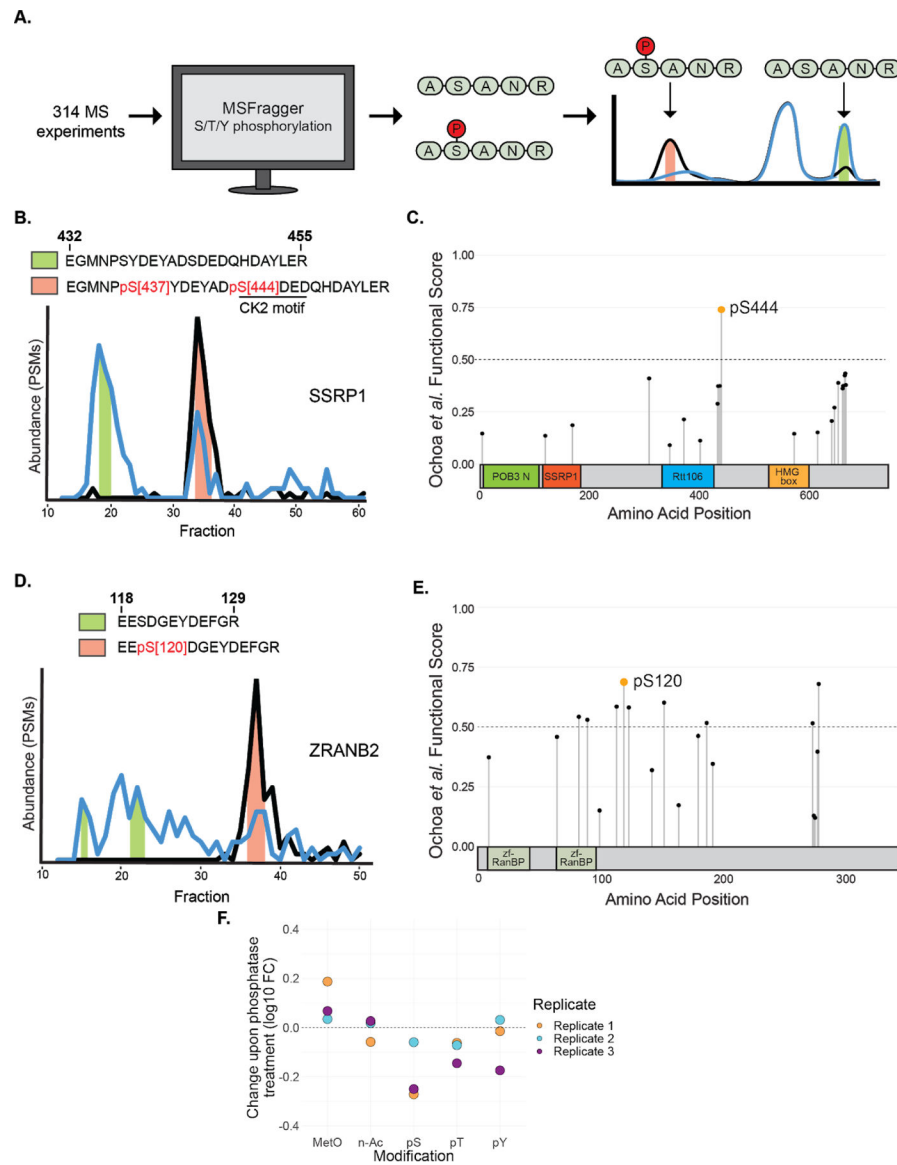 A.
314 MS
experiments
MSFragger
S/T/Y phosphorylation
A S A N R
P
A S A N R
P
A S A N R
A S A N R
B.
432 455
EGMNPSYDEYADSDEDQHDAYLER
EGMNPpS[437]YDEYADpS[444]DEDQHDAYLER
CK2 motif
SSRP1
Abundance (PSMs)
10 20 30 40 50 60
Fraction
C.
Ochoa et al. Functional Score
1.00
0.75
0.50
0.25
0.00
pS444
POB3 N
SSRP1
Rtt106
HMG
box
0 200 400 600
Amino Acid Position
D.
118 129
EESDGEYDEFGR
EEpS[120]DGEYDEFGR
ZRANB2
Abundance (PSMs)
10 20 30 40 50
Fraction
E.
Ochoa et al. Functional Score
1.00
0.75
0.50
0.25
0.00
pS120
zf-
RanBP
zf-
RanBP
0 100 200 300
Amino Acid Position
F.
Change upon phosphatase
treatment (log10 FC)
0.4
0.2
0.0
-0.2
-0.4
MetO n-Ac pS pT pY
Modification
Replicate
Replicate 1
Replicate 2
Replicate 3